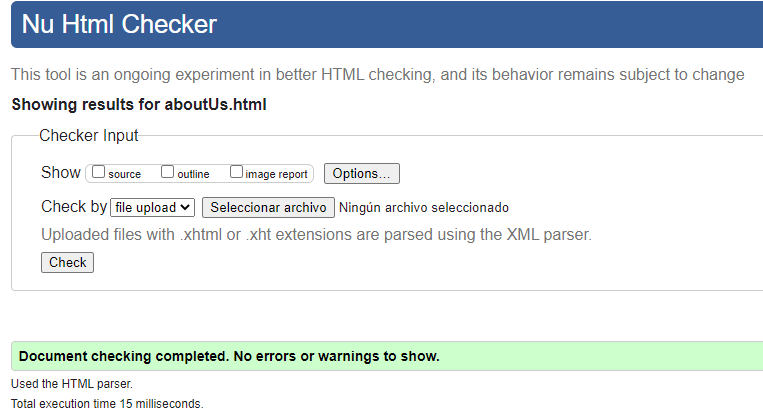 Nu Html Checker
This tool is an ongoing experiment in better HTML checking, and its behavior remains subject to change
Showing results for aboutUs.html
Checker Input
Show source outline image report Options...
Check by file upload Seleccionar archivo Ningún archivo seleccionado
Uploaded files with .xhtml or .xht extensions are parsed using the XML parser.
Check
Document checking completed. No errors or warnings to show.
Used the HTML parser.
Total execution time 15 milliseconds.